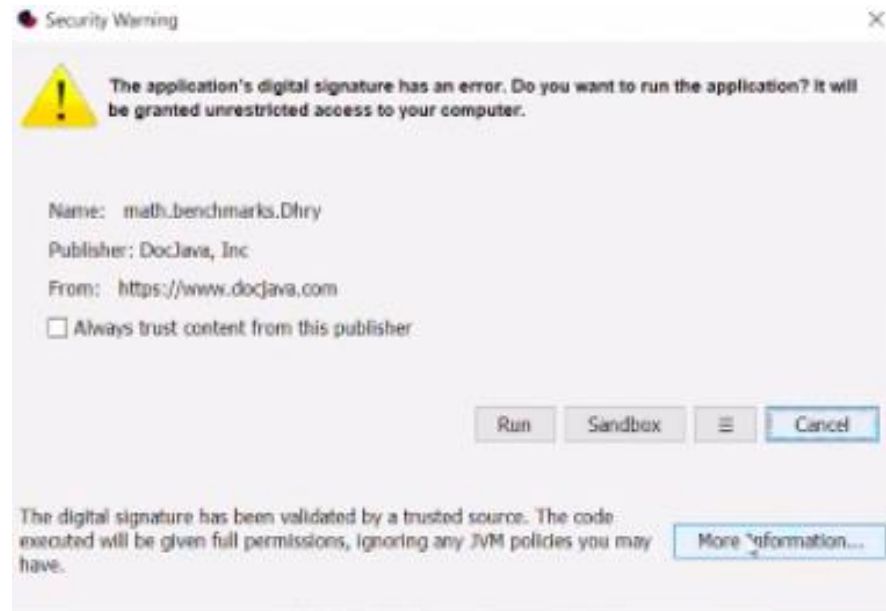 Security Warning
The application's digital signature has an error. Do you want to run the application? It will
be granted unrestricted access to your computer.
Name: math.benchmarks.Dhry
Publisher: DocJava, Inc
From: https://www.docjava.com
Always trust content from this publisher
Run Sandbox ☰ Cancel
The digital signature has been validated by a trusted source. The code
executed will be given full permissions, ignoring any JVM policies you may
have.
More Information...